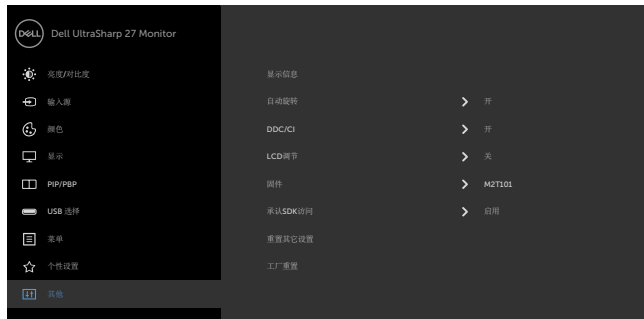 DELL Dell UltraSharp 27 Monitor
亮度/对比度
显示信息
输入源
自动旋转 开
颜色
DDC/CI 开
显示
LCD调节 关
PIP/PBP
固件 M2T101
USB 选择
承认SDK访问 启用
菜单
重置其它设置
个性设置
工厂重置
其他